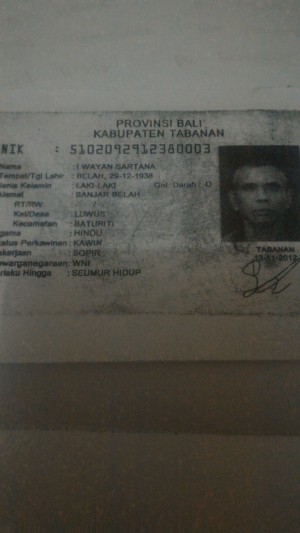 PROVINSI BALI
KABUPATEN TABANAN
NIK : 5102092912380003
Nama : I WAYAN SARTANA
Tempat/Tgl Lahir : BELAH, 29-12-1938
Jenis Kelamin : LAKI-LAKI Gol. Darah : O
Alamat : BANJAR BELAH
RT/RW : /
Kel/Desa : LUWUS
Kecamatan : BATURITI
Agama : HINDU
Status Perkawinan : KAWIN
Pekerjaan : SOPIR
Kewarganegaraan : WNI
Berlaku Hingga : SEUMUR HIDUP
TABANAN
13-11-2012